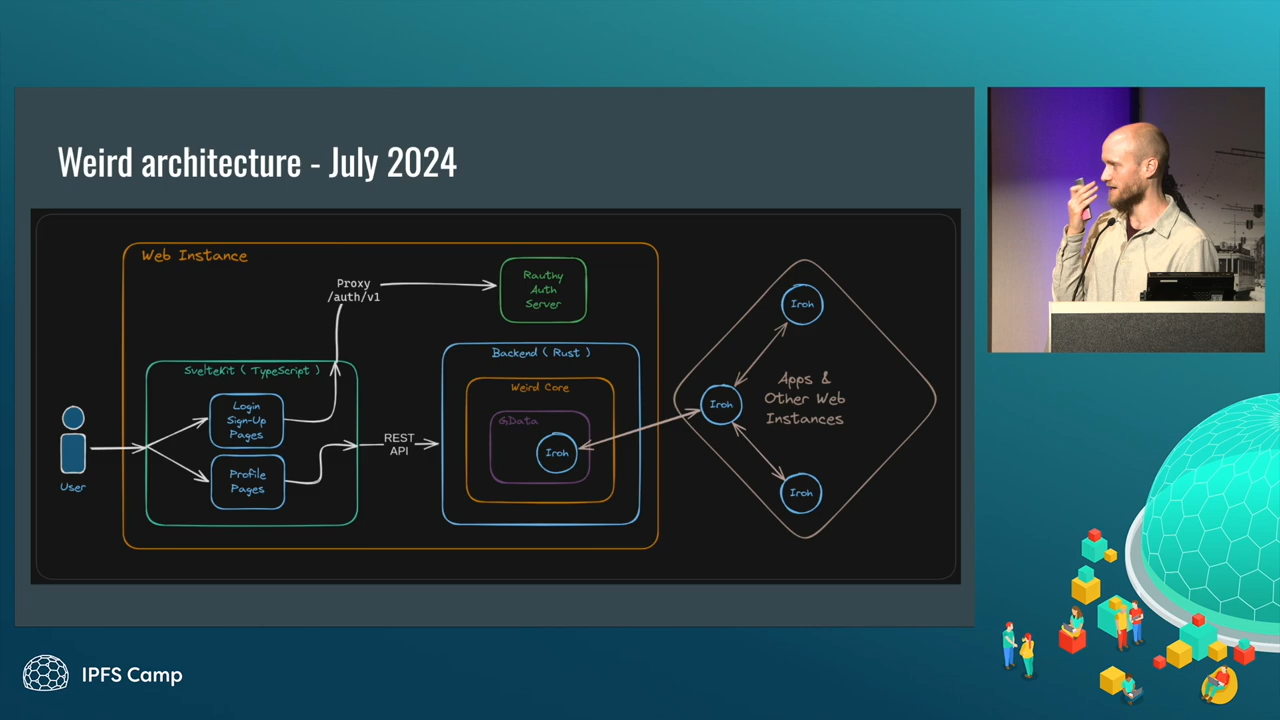 Weird architecture - July 2024
Web Instance
Proxy
/auth/v1
Rauthy
Auth
Server
SvelteKit ( TypeScript )
Login
Sign-Up
Pages
Profile
Pages
User
REST
API
Backend ( Rust )
Weird Core
GData
Iroh
Iroh
Iroh
Iroh
Apps &
Other Web
Instances
IPFS Camp